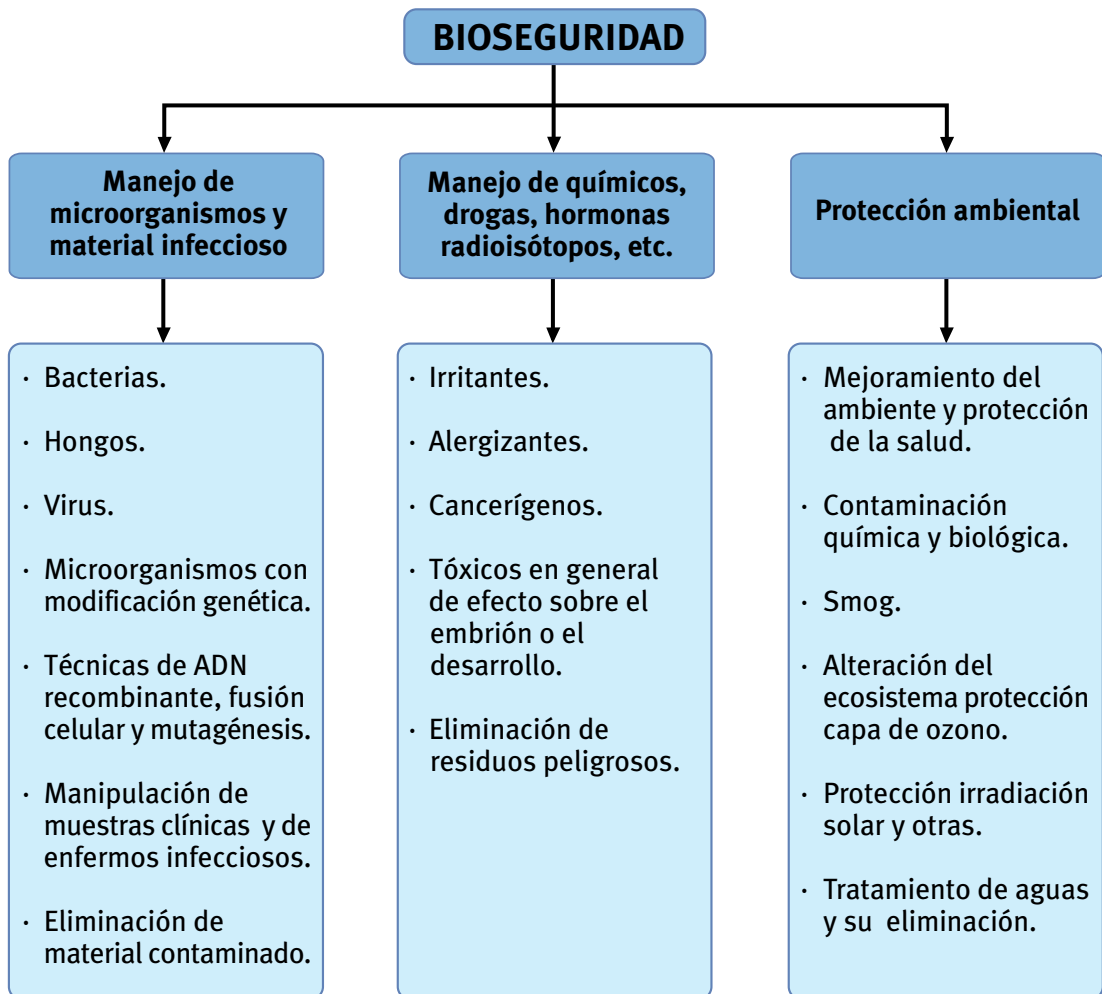 BIOSEGURIDAD
Manejo de
microorganismos y
material infeccioso
Manejo de químicos,
drogas, hormonas
radioisótopos, etc.
Protección ambiental
· Bacterias.
· Hongos.
· Virus.
· Microorganismos con
modificación genética.
· Técnicas de ADN
recombinante, fusión
celular y mutagénesis.
· Manipulación de
muestras clínicas y de
enfermos infecciosos.
· Eliminación de
material contaminado.
· Irritantes.
· Alergizantes.
· Cancerígenos.
· Tóxicos en general
de efecto sobre el
embrión o el
desarrollo.
· Eliminación de
residuos peligrosos.
· Mejoramiento del
ambiente y protección
de la salud.
· Contaminación
química y biológica.
· Smog.
· Alteración del
ecosistema protección
capa de ozono.
· Protección irradiación
solar y otras.
· Tratamiento de aguas
y su eliminación.